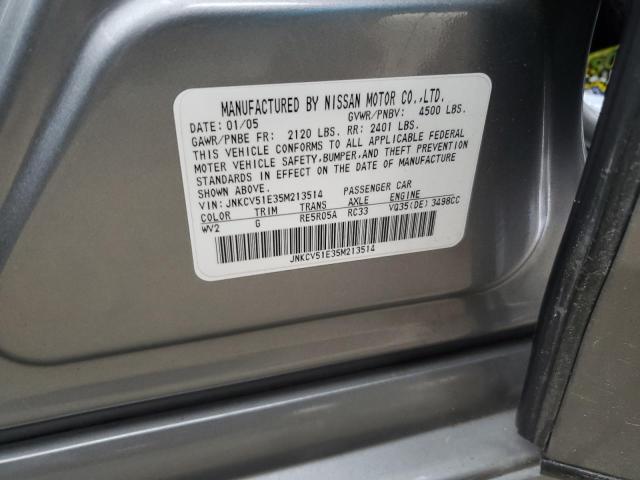 MANUFACTURED BY NISSAN MOTOR CO.,LTD.
DATE: 01/05 GVWR/PNBV: 4500 LBS.
GAWR/PNBE FR: 2120 LBS. RR: 2401 LBS.
THIS VEHICLE CONFORMS TO ALL APPLICABLE FEDERAL
MOTOR VEHICLE SAFETY,BUMPER,AND THEFT PREVENTION
STANDARDS IN EFFECT ON THE DATE OF MANUFACTURE
SHOWN ABOVE.
VIN: JNKCV51E35M213514 PASSENGER CAR
COLOR TRIM TRANS AXLE ENGINE
WV2 G RE5R05A RC33 VQ35(DE) 3498CC
JNKCV51E35M213514